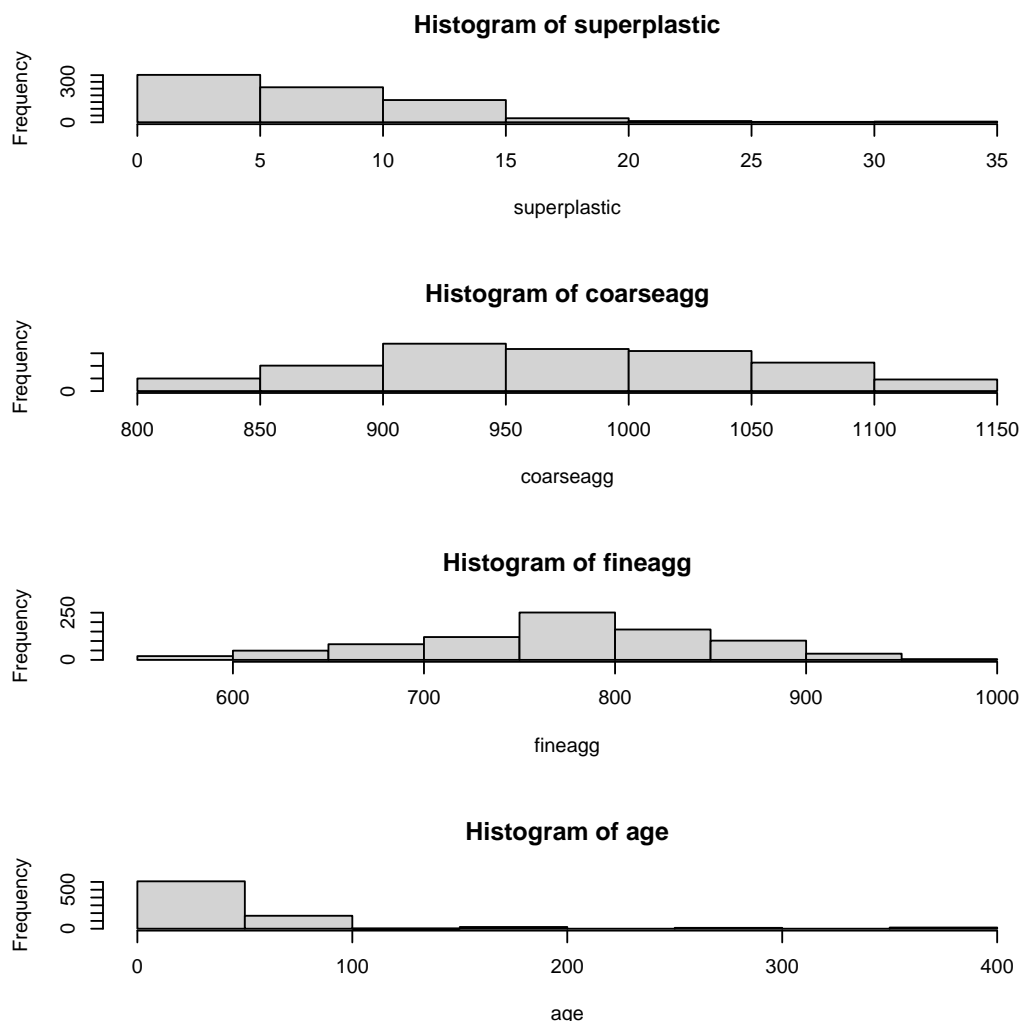 Histogram of superplastic
Frequency
300
0
0 5 10 15 20 25 30 35
superplastic
Histogram of coarseagg
Frequency
0
800 850 900 950 1000 1050 1100 1150
coarseagg
Histogram of fineagg
Frequency
250
0
600 700 800 900 1000
fineagg
Histogram of age
Frequency
500
0
0 100 200 300 400
age